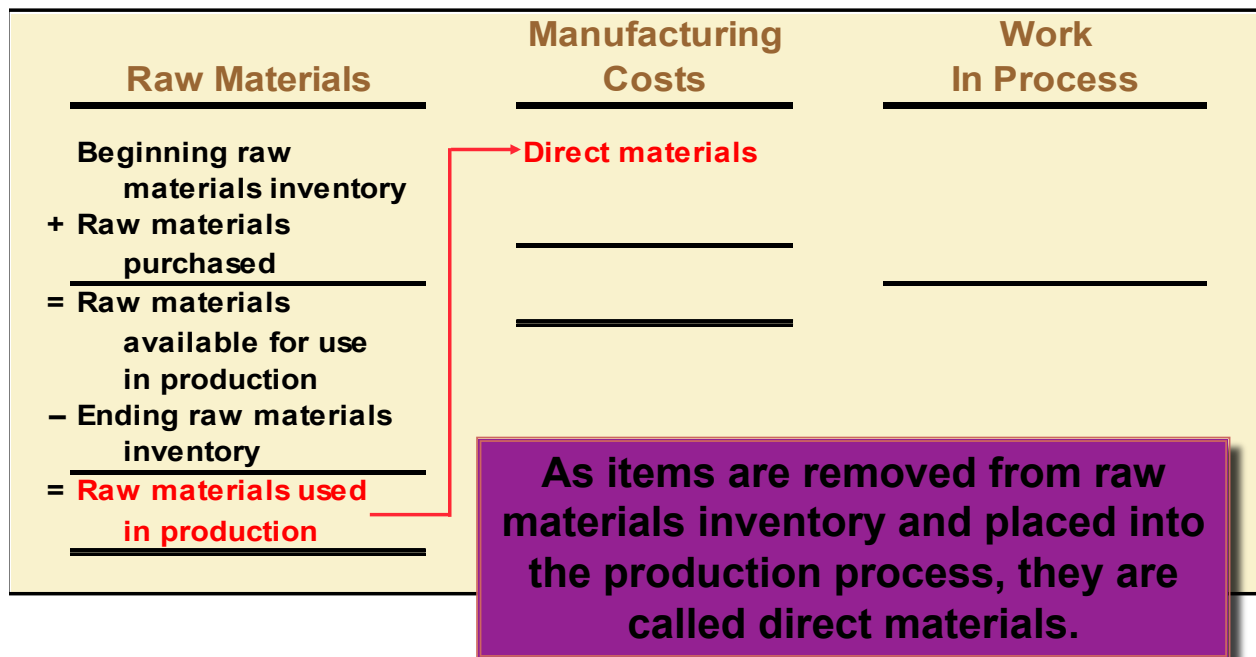 Raw Materials
Manufacturing
Costs
Work
In Process
Beginning raw
materials inventory
+ Raw materials
purchased
= Raw materials
available for use
in production
– Ending raw materials
inventory
= Raw materials used
in production
Direct materials
As items are removed from raw
materials inventory and placed into
the production process, they are
called direct materials.